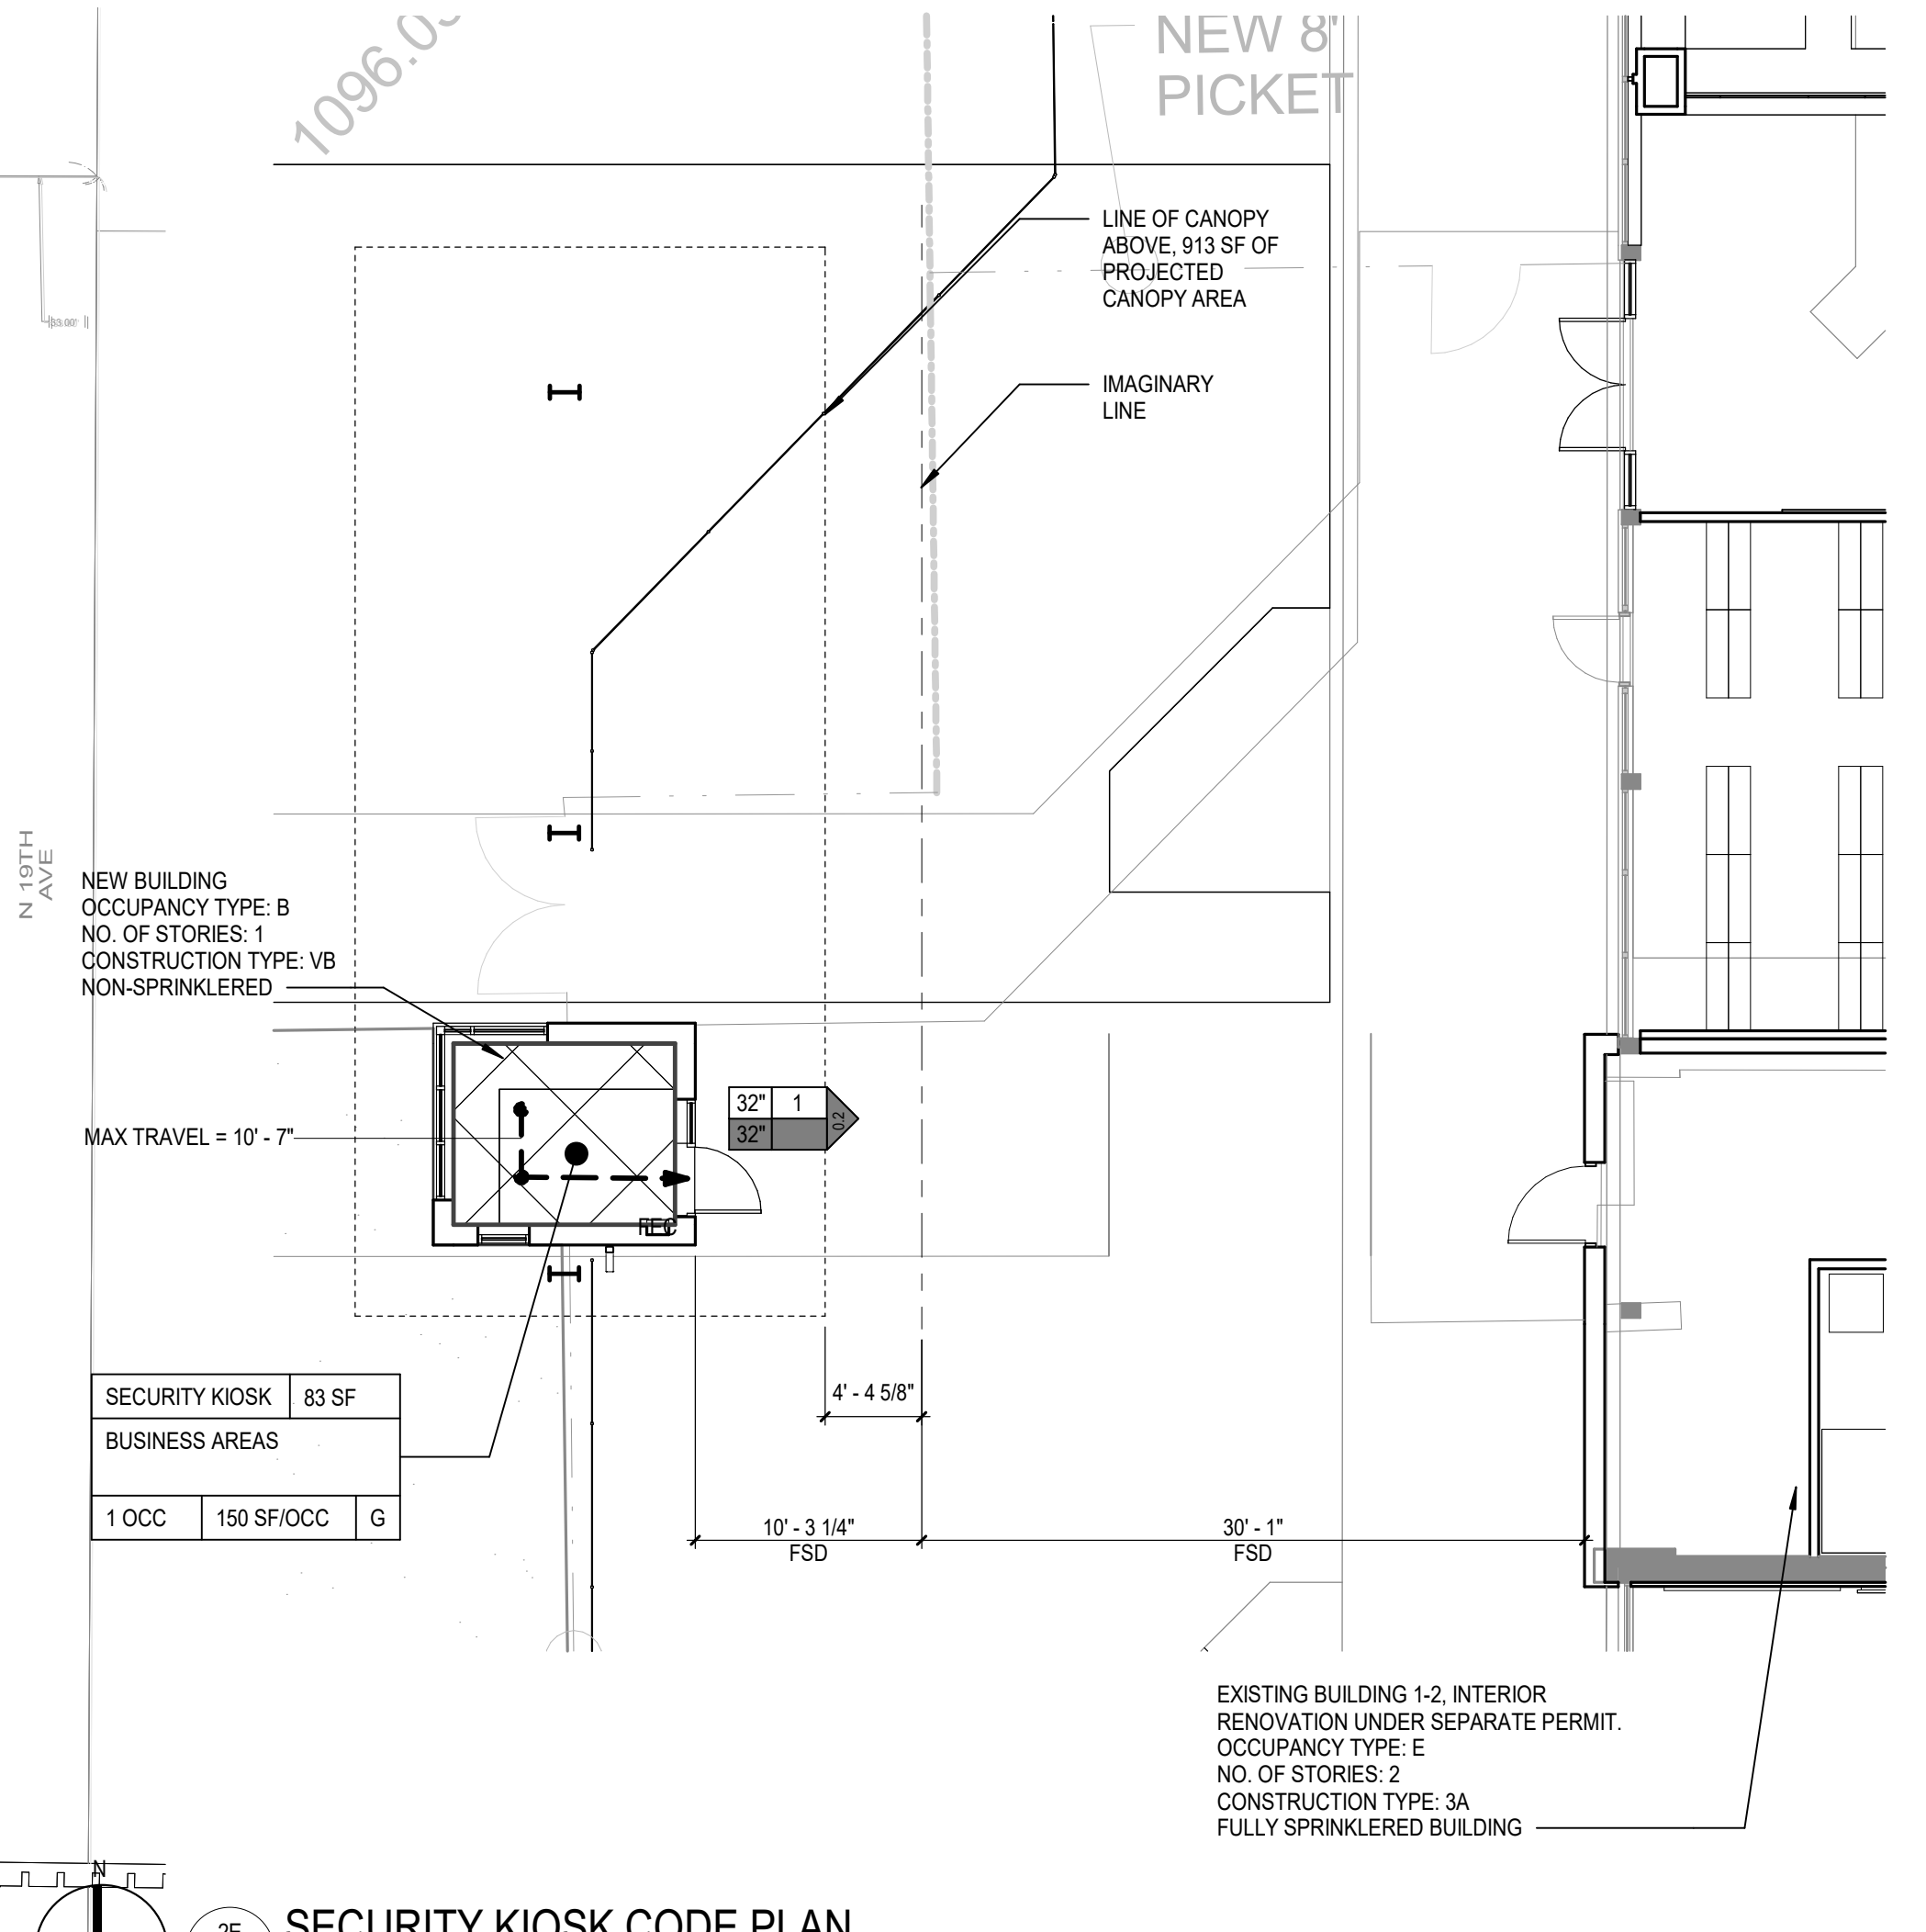 1096.0
NEW 8'
PICKET
LINE OF CANOPY
ABOVE, 913 SF OF
PROJECTED
CANOPY AREA
33.00'
IMAGINARY
LINE
N 19TH
AVE
NEW BUILDING
OCCUPANCY TYPE: B
NO. OF STORIES: 1
CONSTRUCTION TYPE: VB
NON-SPRINKLERED
32" 1
32"
0.2
MAX TRAVEL = 10' - 7"
FEC
SECURITY KIOSK 83 SF
BUSINESS AREAS
1 OCC 150 SF/OCC G
4' - 4 5/8"
10' - 3 1/4"
FSD
30' - 1"
FSD
EXISTING BUILDING 1-2, INTERIOR
RENOVATION UNDER SEPARATE PERMIT.
OCCUPANCY TYPE: E
NO. OF STORIES: 2
CONSTRUCTION TYPE: 3A
FULLY SPRINKLERED BUILDING
N
SECURITY KIOSK CODE PLAN